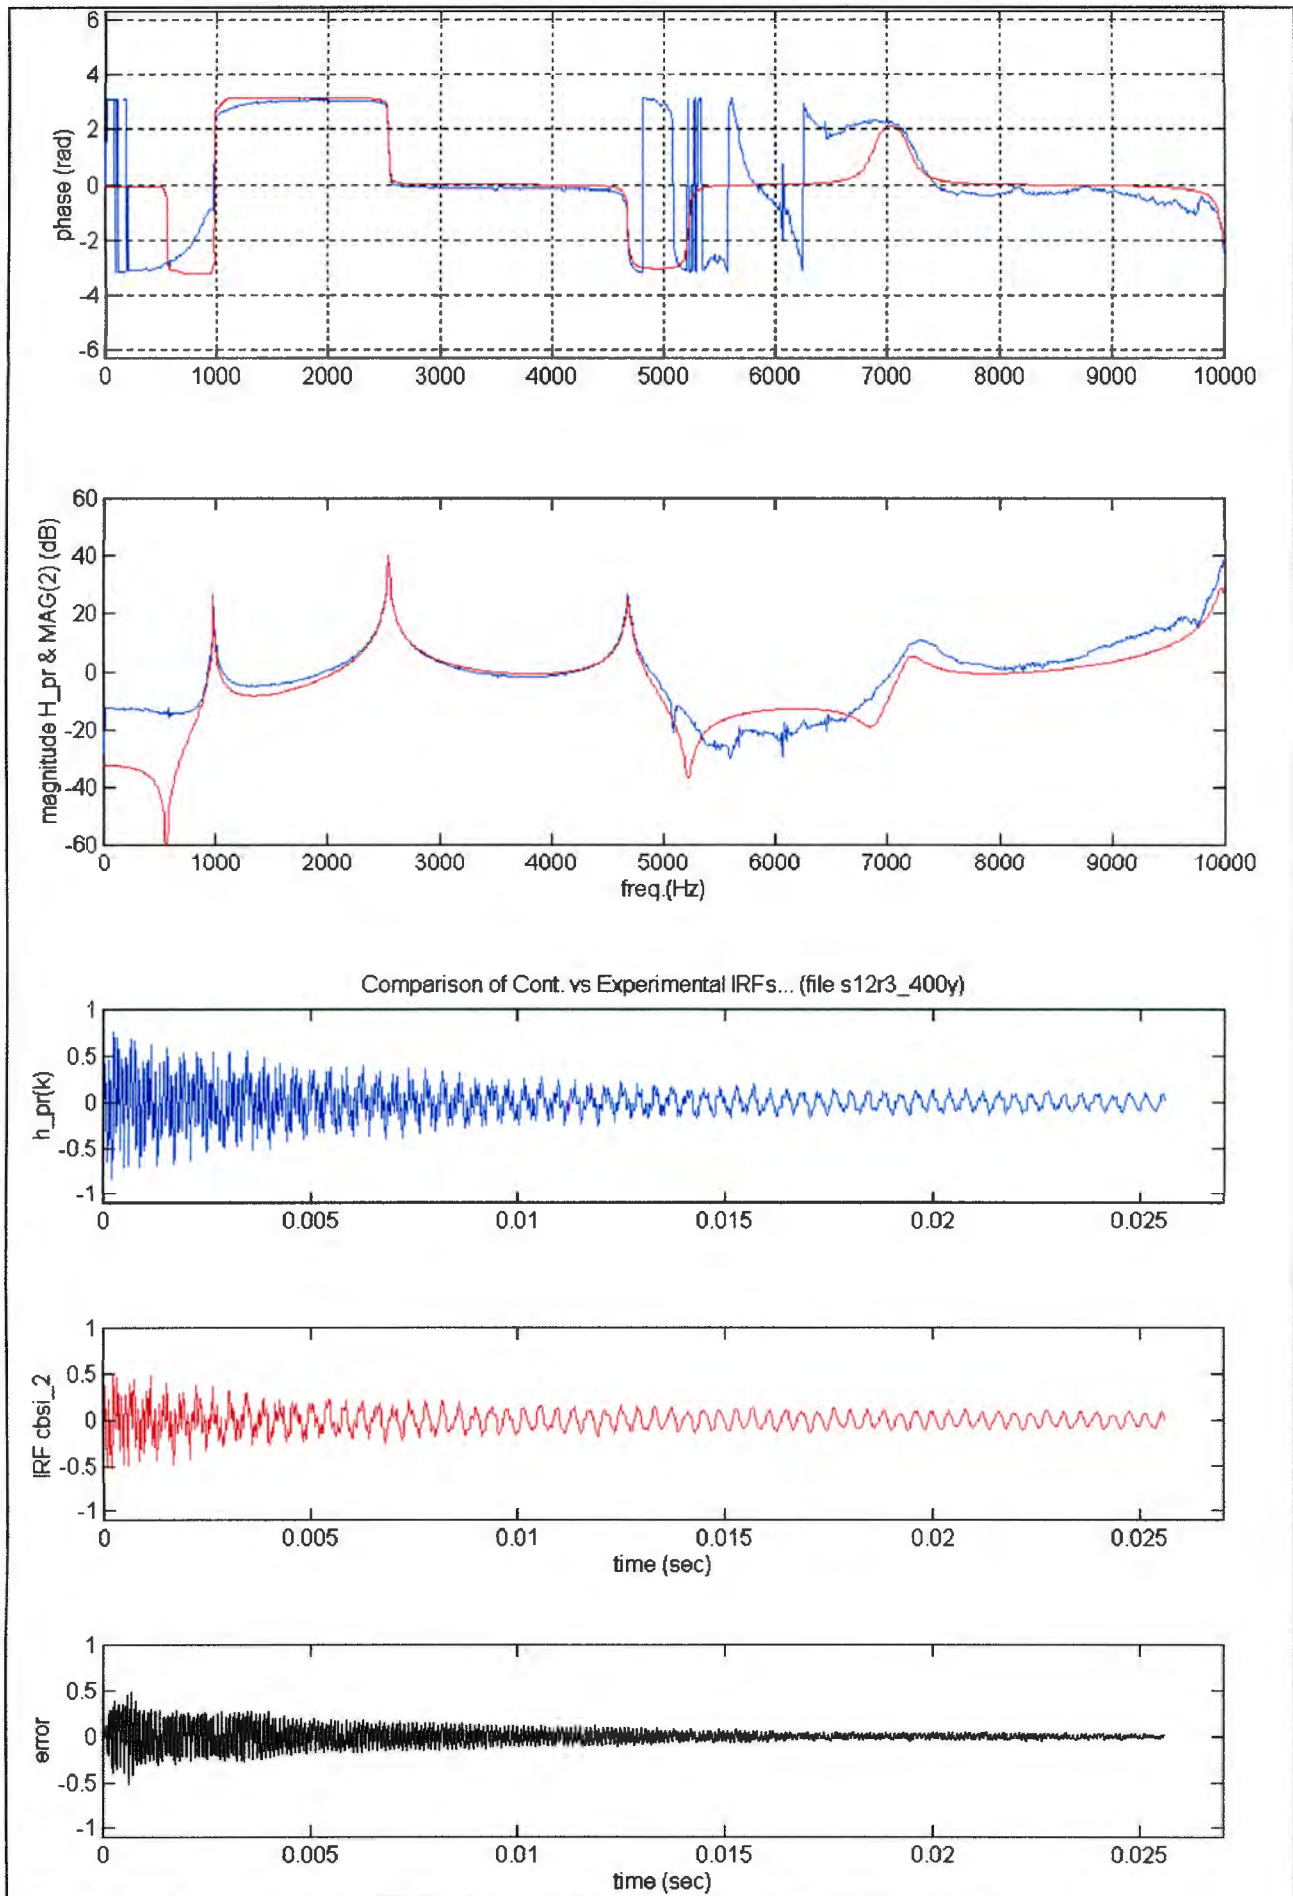 6
4
2
0
-2
-4
-6
phase (rad)
0 1000 2000 3000 4000 5000 6000 7000 8000 9000 10000
60
40
20
0
-20
-40
-60
magnitude H_pr & MAG(2) (dB)
0 1000 2000 3000 4000 5000 6000 7000 8000 9000 10000
freq.(Hz)
Comparison of Cont. vs Experimental IRFs... (file s12r3_400y)
1
0.5
0
-0.5
-1
h_pr(k)
0 0.005 0.01 0.015 0.02 0.025
1
0.5
0
-0.5
-1
IRF cbsi_2
0 0.005 0.01 0.015 0.02 0.025
time (sec)
1
0.5
0
-0.5
-1
error
0 0.005 0.01 0.015 0.02 0.025
time (sec)